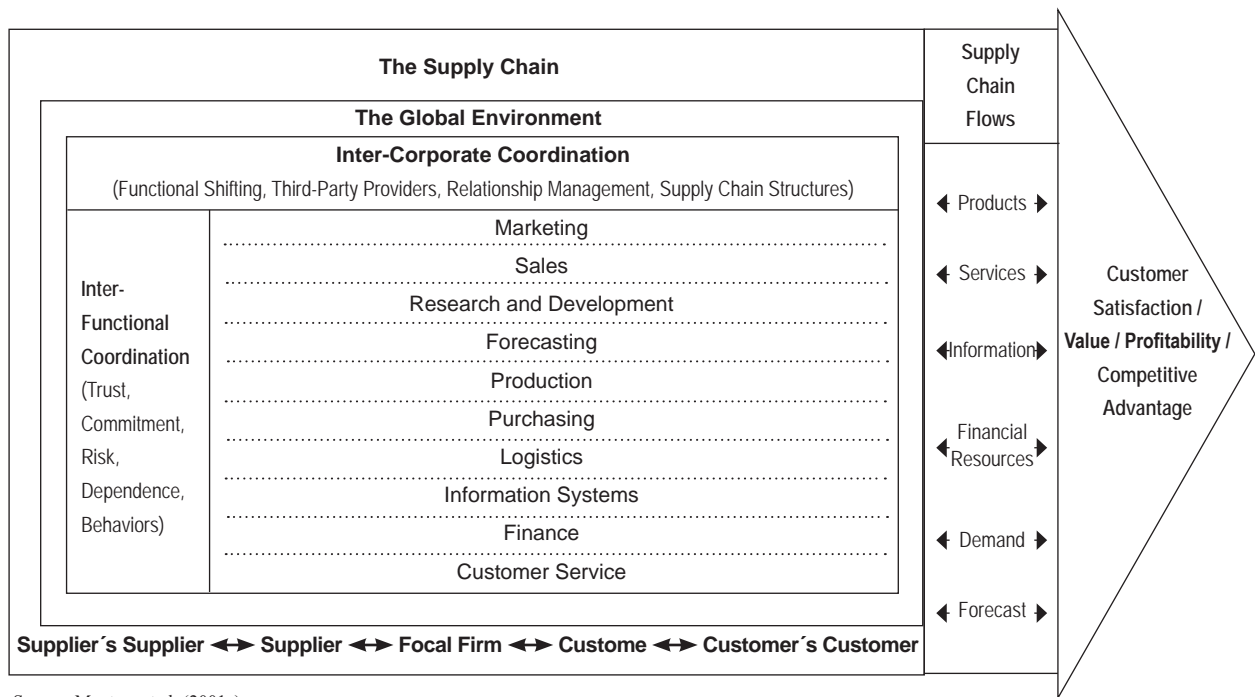 The Supply Chain
The Global Environment
Inter-Corporate Coordination
(Functional Shifting, Third-Party Providers, Relationship Management, Supply Chain Structures)
Inter-
Functional
Coordination
(Trust,
Commitment,
Risk,
Dependence,
Behaviors)
Marketing
Sales
Research and Development
Forecasting
Production
Purchasing
Logistics
Information Systems
Finance
Customer Service
Supplier´s Supplier ↔ Supplier ↔ Focal Firm ↔ Custome ↔ Customer´s Customer
Supply
Chain
Flows
Products
Services
Information
Financial
Resources
Demand
Forecast
Customer
Satisfaction /
Value / Profitability /
Competitive
Advantage